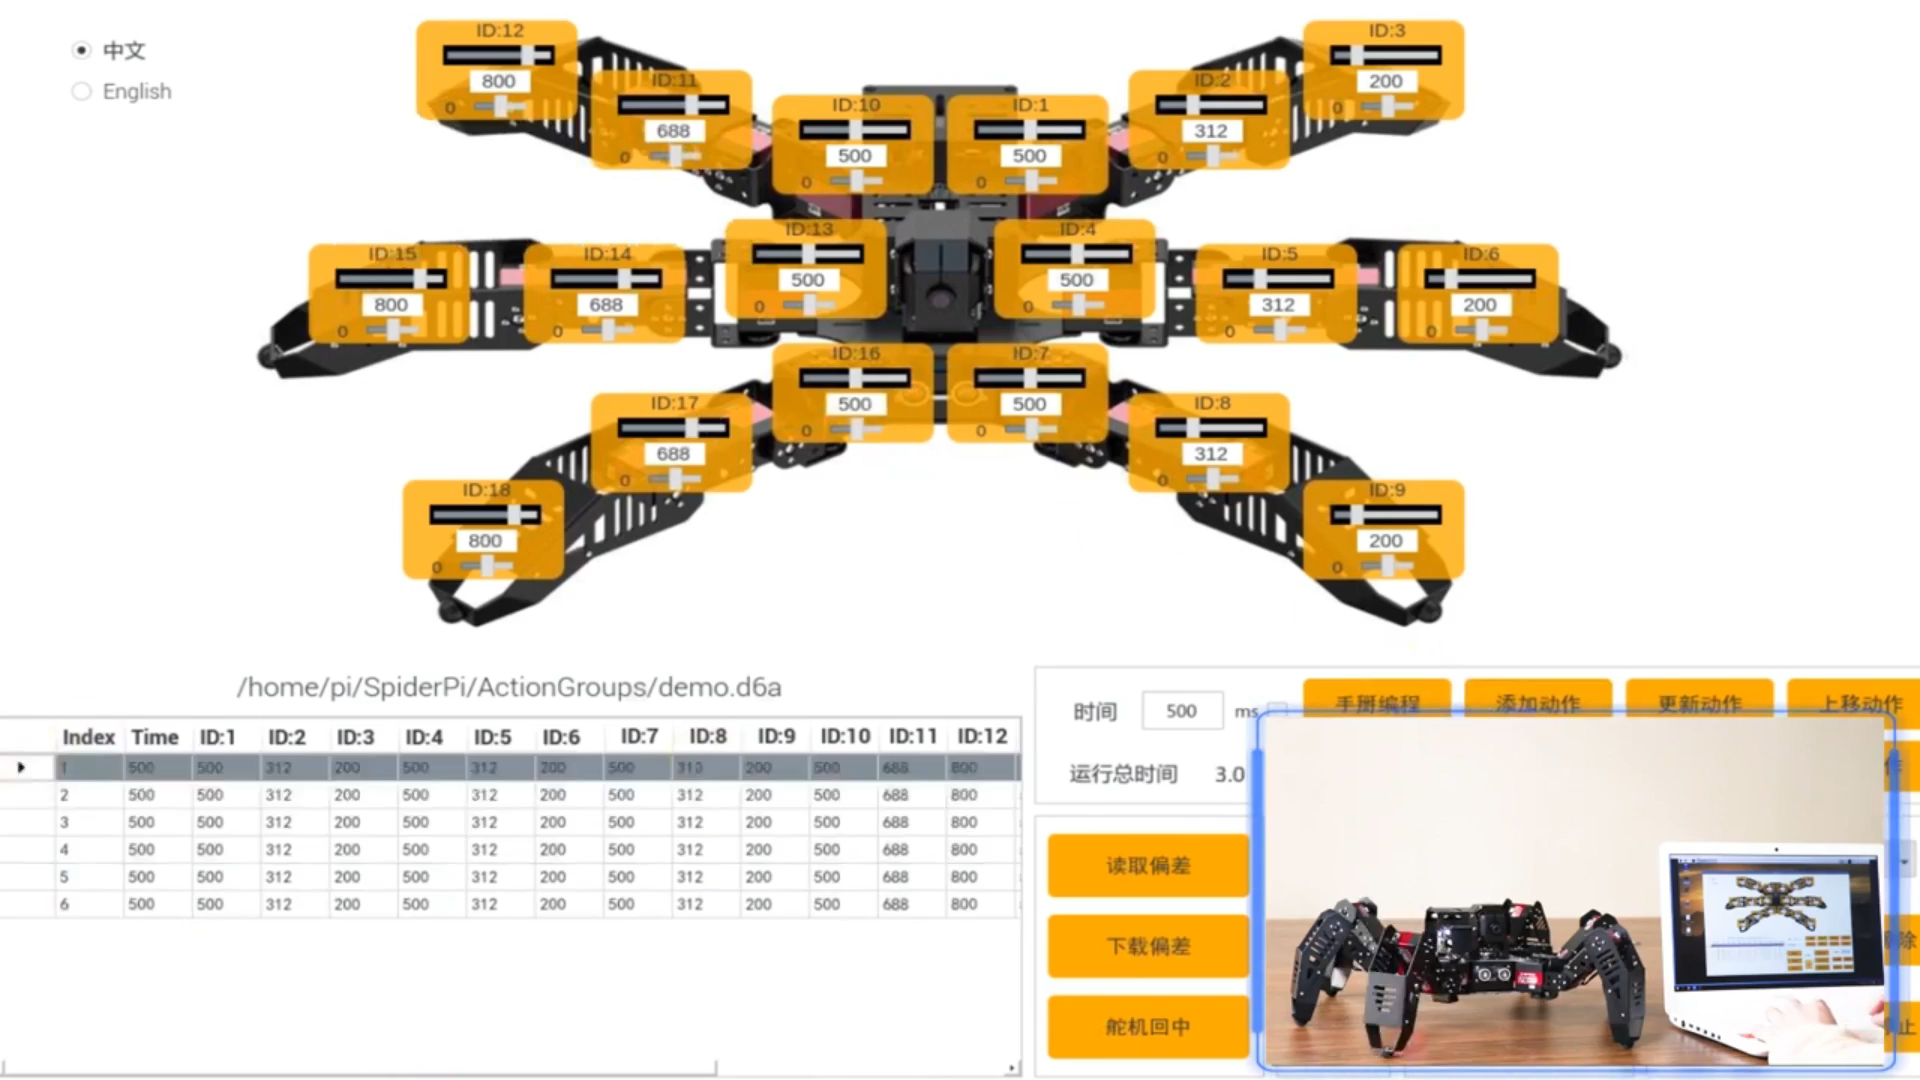 中文
English
ID:12
800
0
ID:11
688
0
ID:10
500
0
ID:1
500
0
ID:2
312
0
ID:3
200
0
ID:15
800
0
ID:14
688
0
ID:13
500
0
ID:4
500
0
ID:5
312
0
ID:6
200
0
ID:18
800
0
ID:17
688
0
ID:16
500
0
ID:7
500
0
ID:8
312
0
ID:9
200
0
/home/pi/SpiderPi/ActionGroups/demo.d6a
Index Time ID:1 ID:2 ID:3 ID:4 ID:5 ID:6 ID:7 ID:8 ID:9 ID:10 ID:11 ID:12
1 500 500 312 200 500 312 200 500 313 200 500 688 800
2 500 500 312 200 500 312 200 500 312 200 500 688 800
3 500 500 312 200 500 312 200 500 312 200 500 688 800
4 500 500 312 200 500 312 200 500 312 200 500 688 800
5 500 500 312 200 500 312 200 500 312 200 500 688 800
6 500 500 312 200 500 312 200 500 312 200 500 688 800
时间 500 ms
运行总时间 3.0
手掰编程
添加动作
更新动作
上移动作
读取偏差
下载偏差
舵机回中